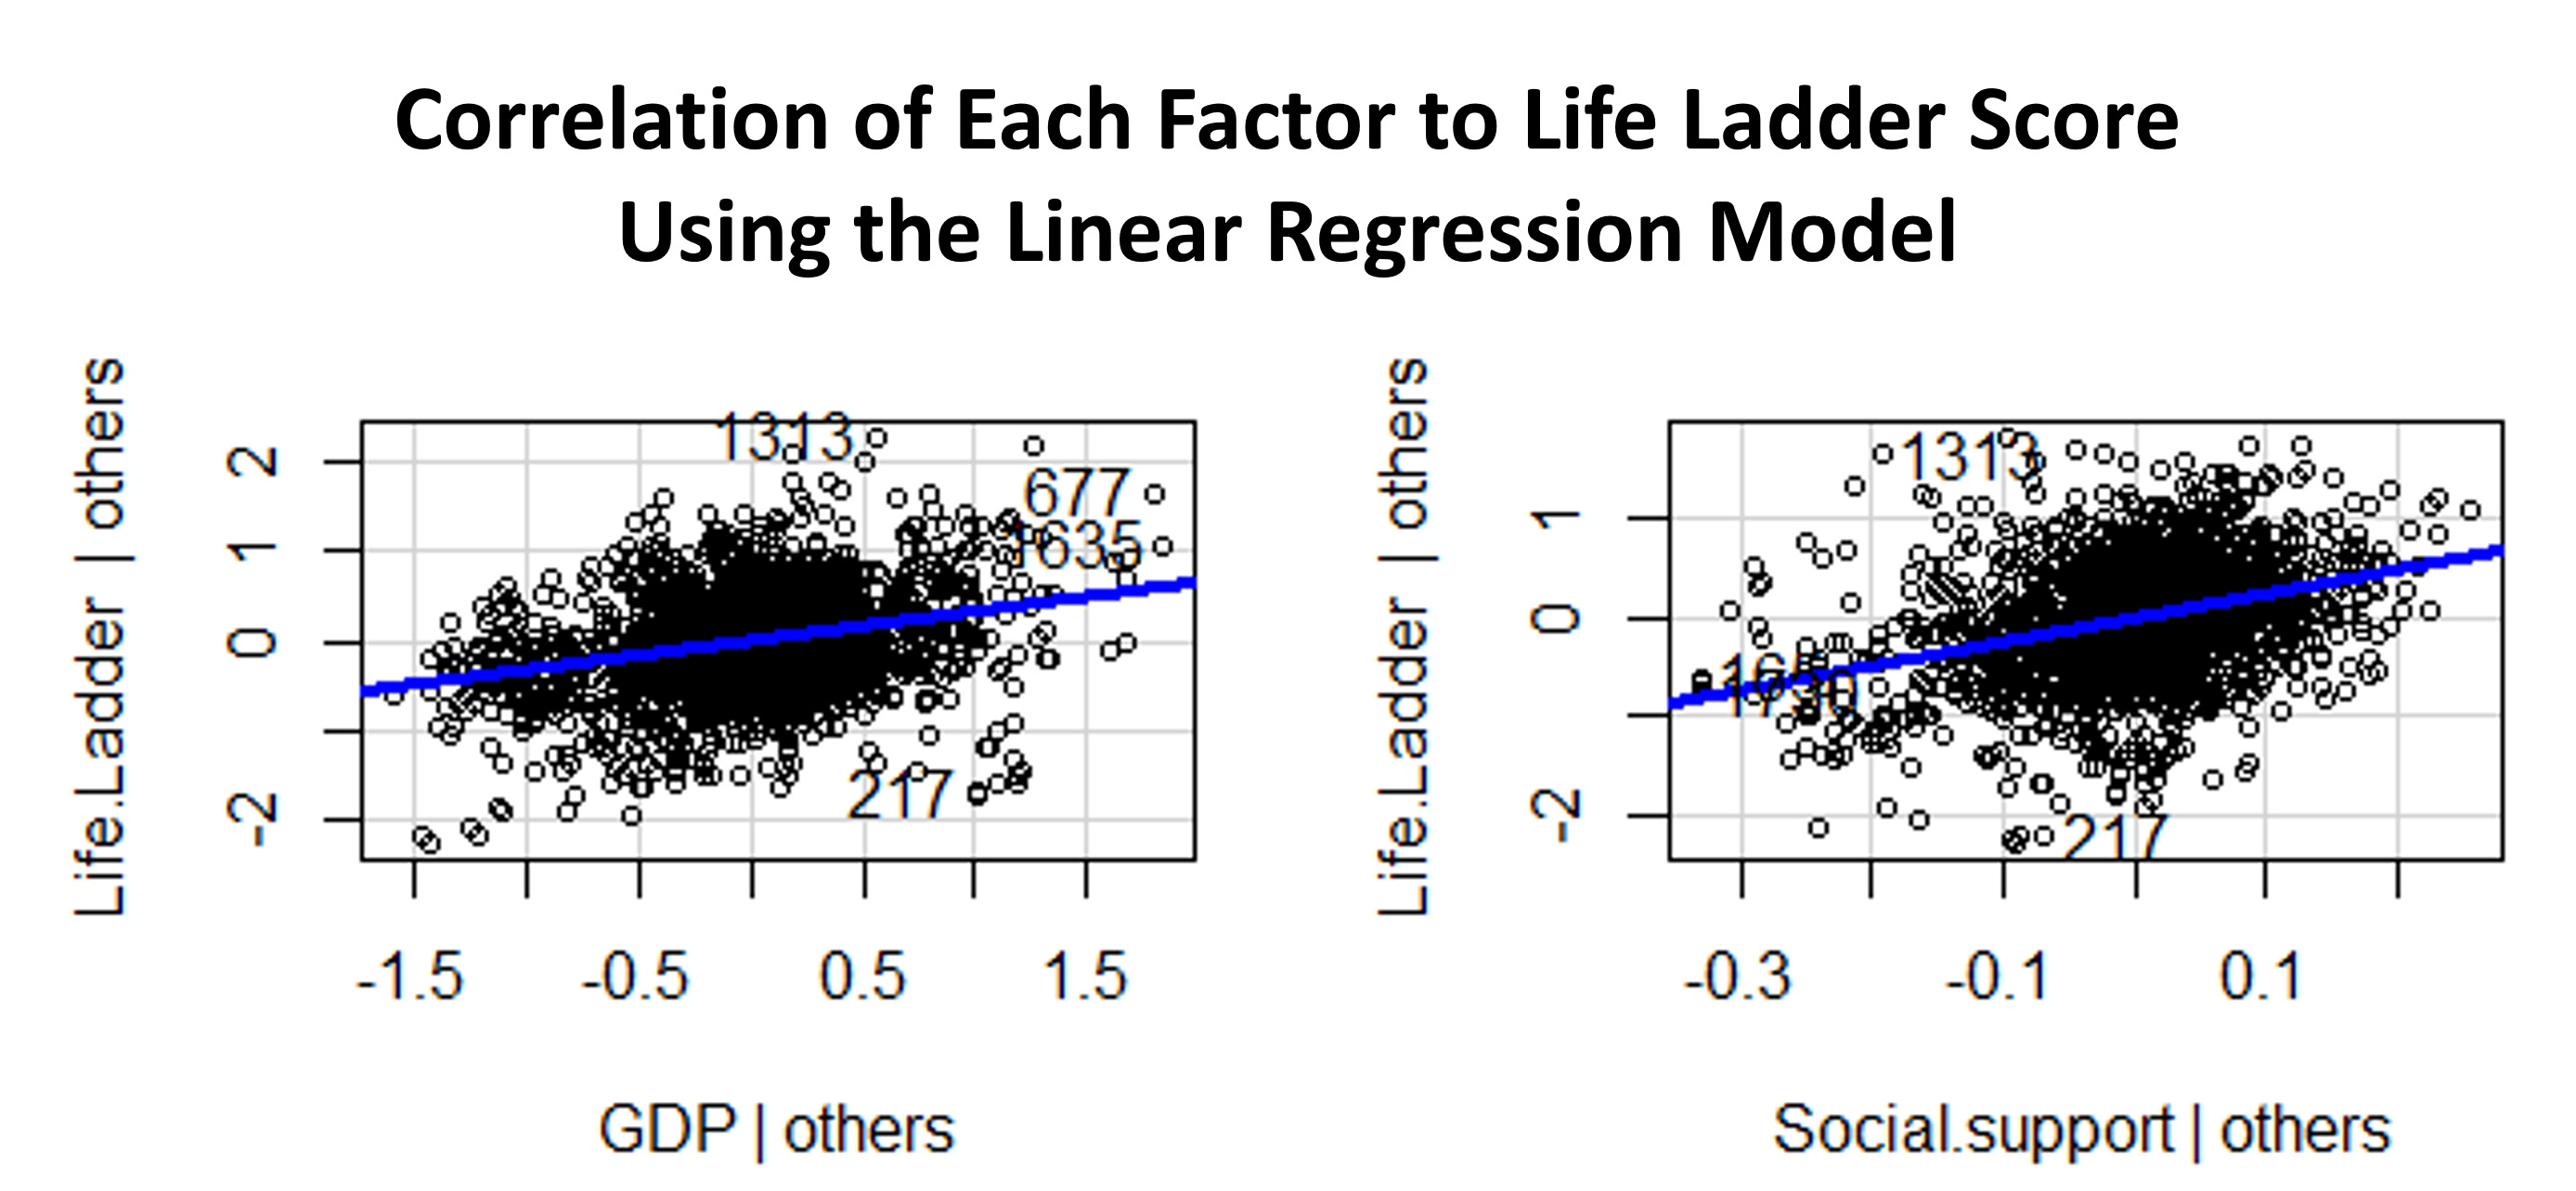 Correlation of Each Factor to Life Ladder Score
Using the Linear Regression Model
Life.Ladder | others
2
1
0
-2
1313
677
1635
217
-1.5 -0.5 0.5 1.5
GDP | others
Life.Ladder | others
1
0
-2
1313
217
-0.3 -0.1 0.1
Social.support | others